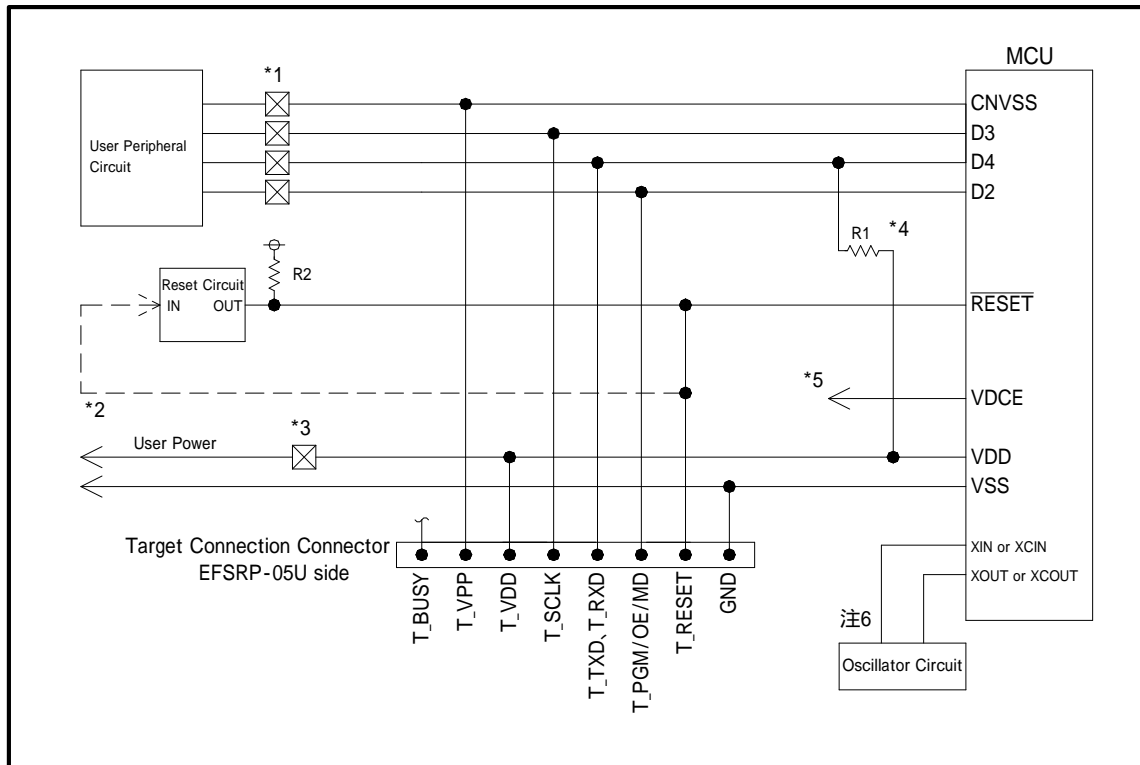 MCU
*1
CNVSS
D3
D4
D2
User Peripheral
Circuit
R1
*4
R2
Reset Circuit
IN
OUT
RESET
*5
VDCE
*2
*3
User Power
VDD
VSS
Target Connection Connector
EFSRP-05U side
T_BUSY
T_VPP
T_VDD
T_SCLK
T_TXD、T_RXD
T_PGM/OE/MD
T_RESET
GND
XIN or XCIN
XOUT or XCOUT
注6
Oscillator Circuit